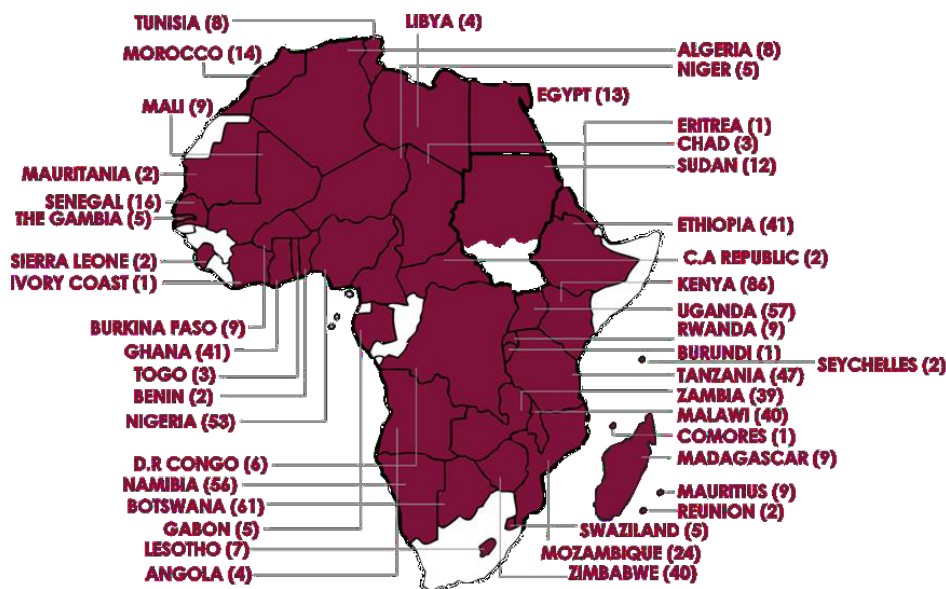 TUNISIA (8)
LIBYA (4)
MOROCCO (14)
ALGERIA (8)
NIGER (5)
MALI (9)
EGYPT (13)
ERITREA (1)
CHAD (3)
SUDAN (12)
MAURITANIA (2)
SENEGAL (16)
THE GAMBIA (5)
ETHIOPIA (41)
SIERRA LEONE (2)
C.A REPUBLIC (2)
IVORY COAST (1)
KENYA (86)
UGANDA (57)
BURKINA FASO (9)
RWANDA (9)
GHANA (41)
BURUNDI (1)
SEYCHELLES (2)
TOGO (3)
TANZANIA (47)
BENIN (2)
ZAMBIA (39)
NIGERIA (53)
MALAWI (40)
COMORES (1)
D.R CONGO (6)
MADAGASCAR (9)
NAMIBIA (56)
MAURITIUS (9)
BOTSWANA (61)
REUNION (2)
GABON (5)
SWAZILAND (5)
LESOTHO (7)
MOZAMBIQUE (24)
ANGOLA (4)
ZIMBABWE (40)